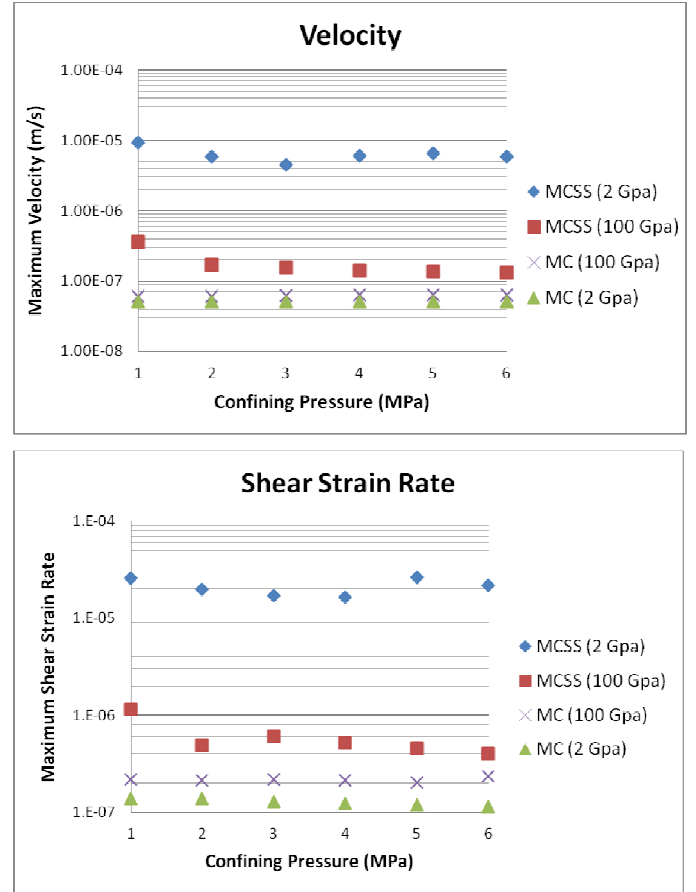 Velocity
1.00E-04
1.00E-05
1.00E-06
1.00E-07
1.00E-08
Maximum Velocity (m/s)
1 2 3 4 5 6
Confining Pressure (MPa)
MCSS (2 Gpa)
MCSS (100 Gpa)
MC (100 Gpa)
MC (2 Gpa)
Shear Strain Rate
1.E-04
1.E-05
1.E-06
1.E-07
Maximum Shear Strain Rate
1 2 3 4 5 6
Confining Pressure (MPa)
MCSS (2 Gpa)
MCSS (100 Gpa)
MC (100 Gpa)
MC (2 Gpa)